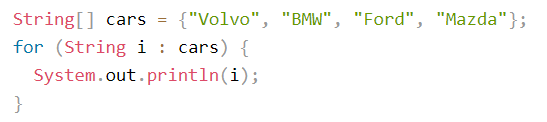 String[] cars = {"Volvo", "BMW", "Ford", "Mazda"};
for (String i : cars) {
  System.out.println(i);
}